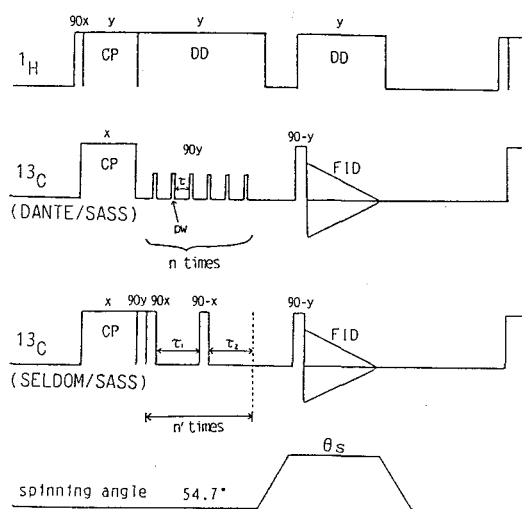 90x y y y
¹H CP DD DD
x 90y 90-y
¹³C CP τ FID
(DANTE/SASS) PW
n times
x 90y 90x 90-x 90-y
¹³C CP τ₁ τ₂ FID
(SELDOM/SASS)
n' times
θs
spinning angle 54.7°